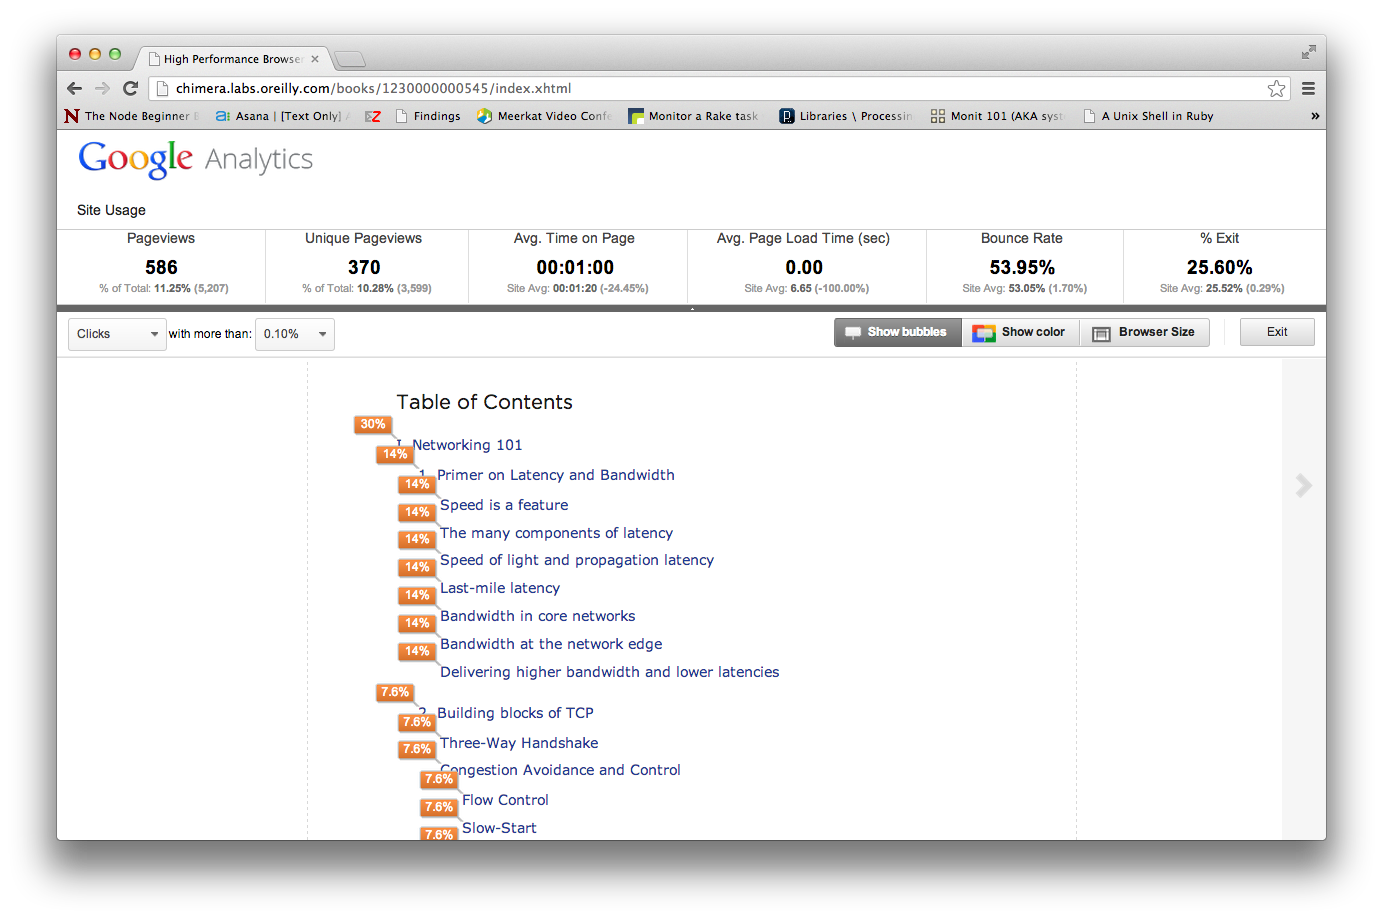 High Performance Browser
chimera.labs.oreilly.com/books/1230000000545/index.xhtml
The Node Beginner
Asana | [Text Only]
Findings
Meerkat Video Conf
Monitor a Rake task
Libraries \ Processin
Monit 101 (AKA syst
A Unix Shell in Ruby
»
Google Analytics
Site Usage
Pageviews
586
% of Total: 11.25% (5,207)
Unique Pageviews
370
% of Total: 10.28% (3,599)
Avg. Time on Page
00:01:00
Site Avg: 00:01:20 (-24.45%)
Avg. Page Load Time (sec)
0.00
Site Avg: 6.65 (-100.00%)
Bounce Rate
53.95%
Site Avg: 53.05% (1.70%)
% Exit
25.60%
Site Avg: 25.52% (0.29%)
Clicks with more than: 0.10%
Show bubbles
Show color
Browser Size
Exit
Table of Contents
30%
I. Networking 101
14%
1. Primer on Latency and Bandwidth
14%
Speed is a feature
14%
The many components of latency
14%
Speed of light and propagation latency
14%
Last-mile latency
14%
Bandwidth in core networks
14%
Bandwidth at the network edge
14%
Delivering higher bandwidth and lower latencies
7.6%
2. Building blocks of TCP
7.6%
Three-Way Handshake
7.6%
Congestion Avoidance and Control
7.6%
Flow Control
7.6%
Slow-Start
7.6%